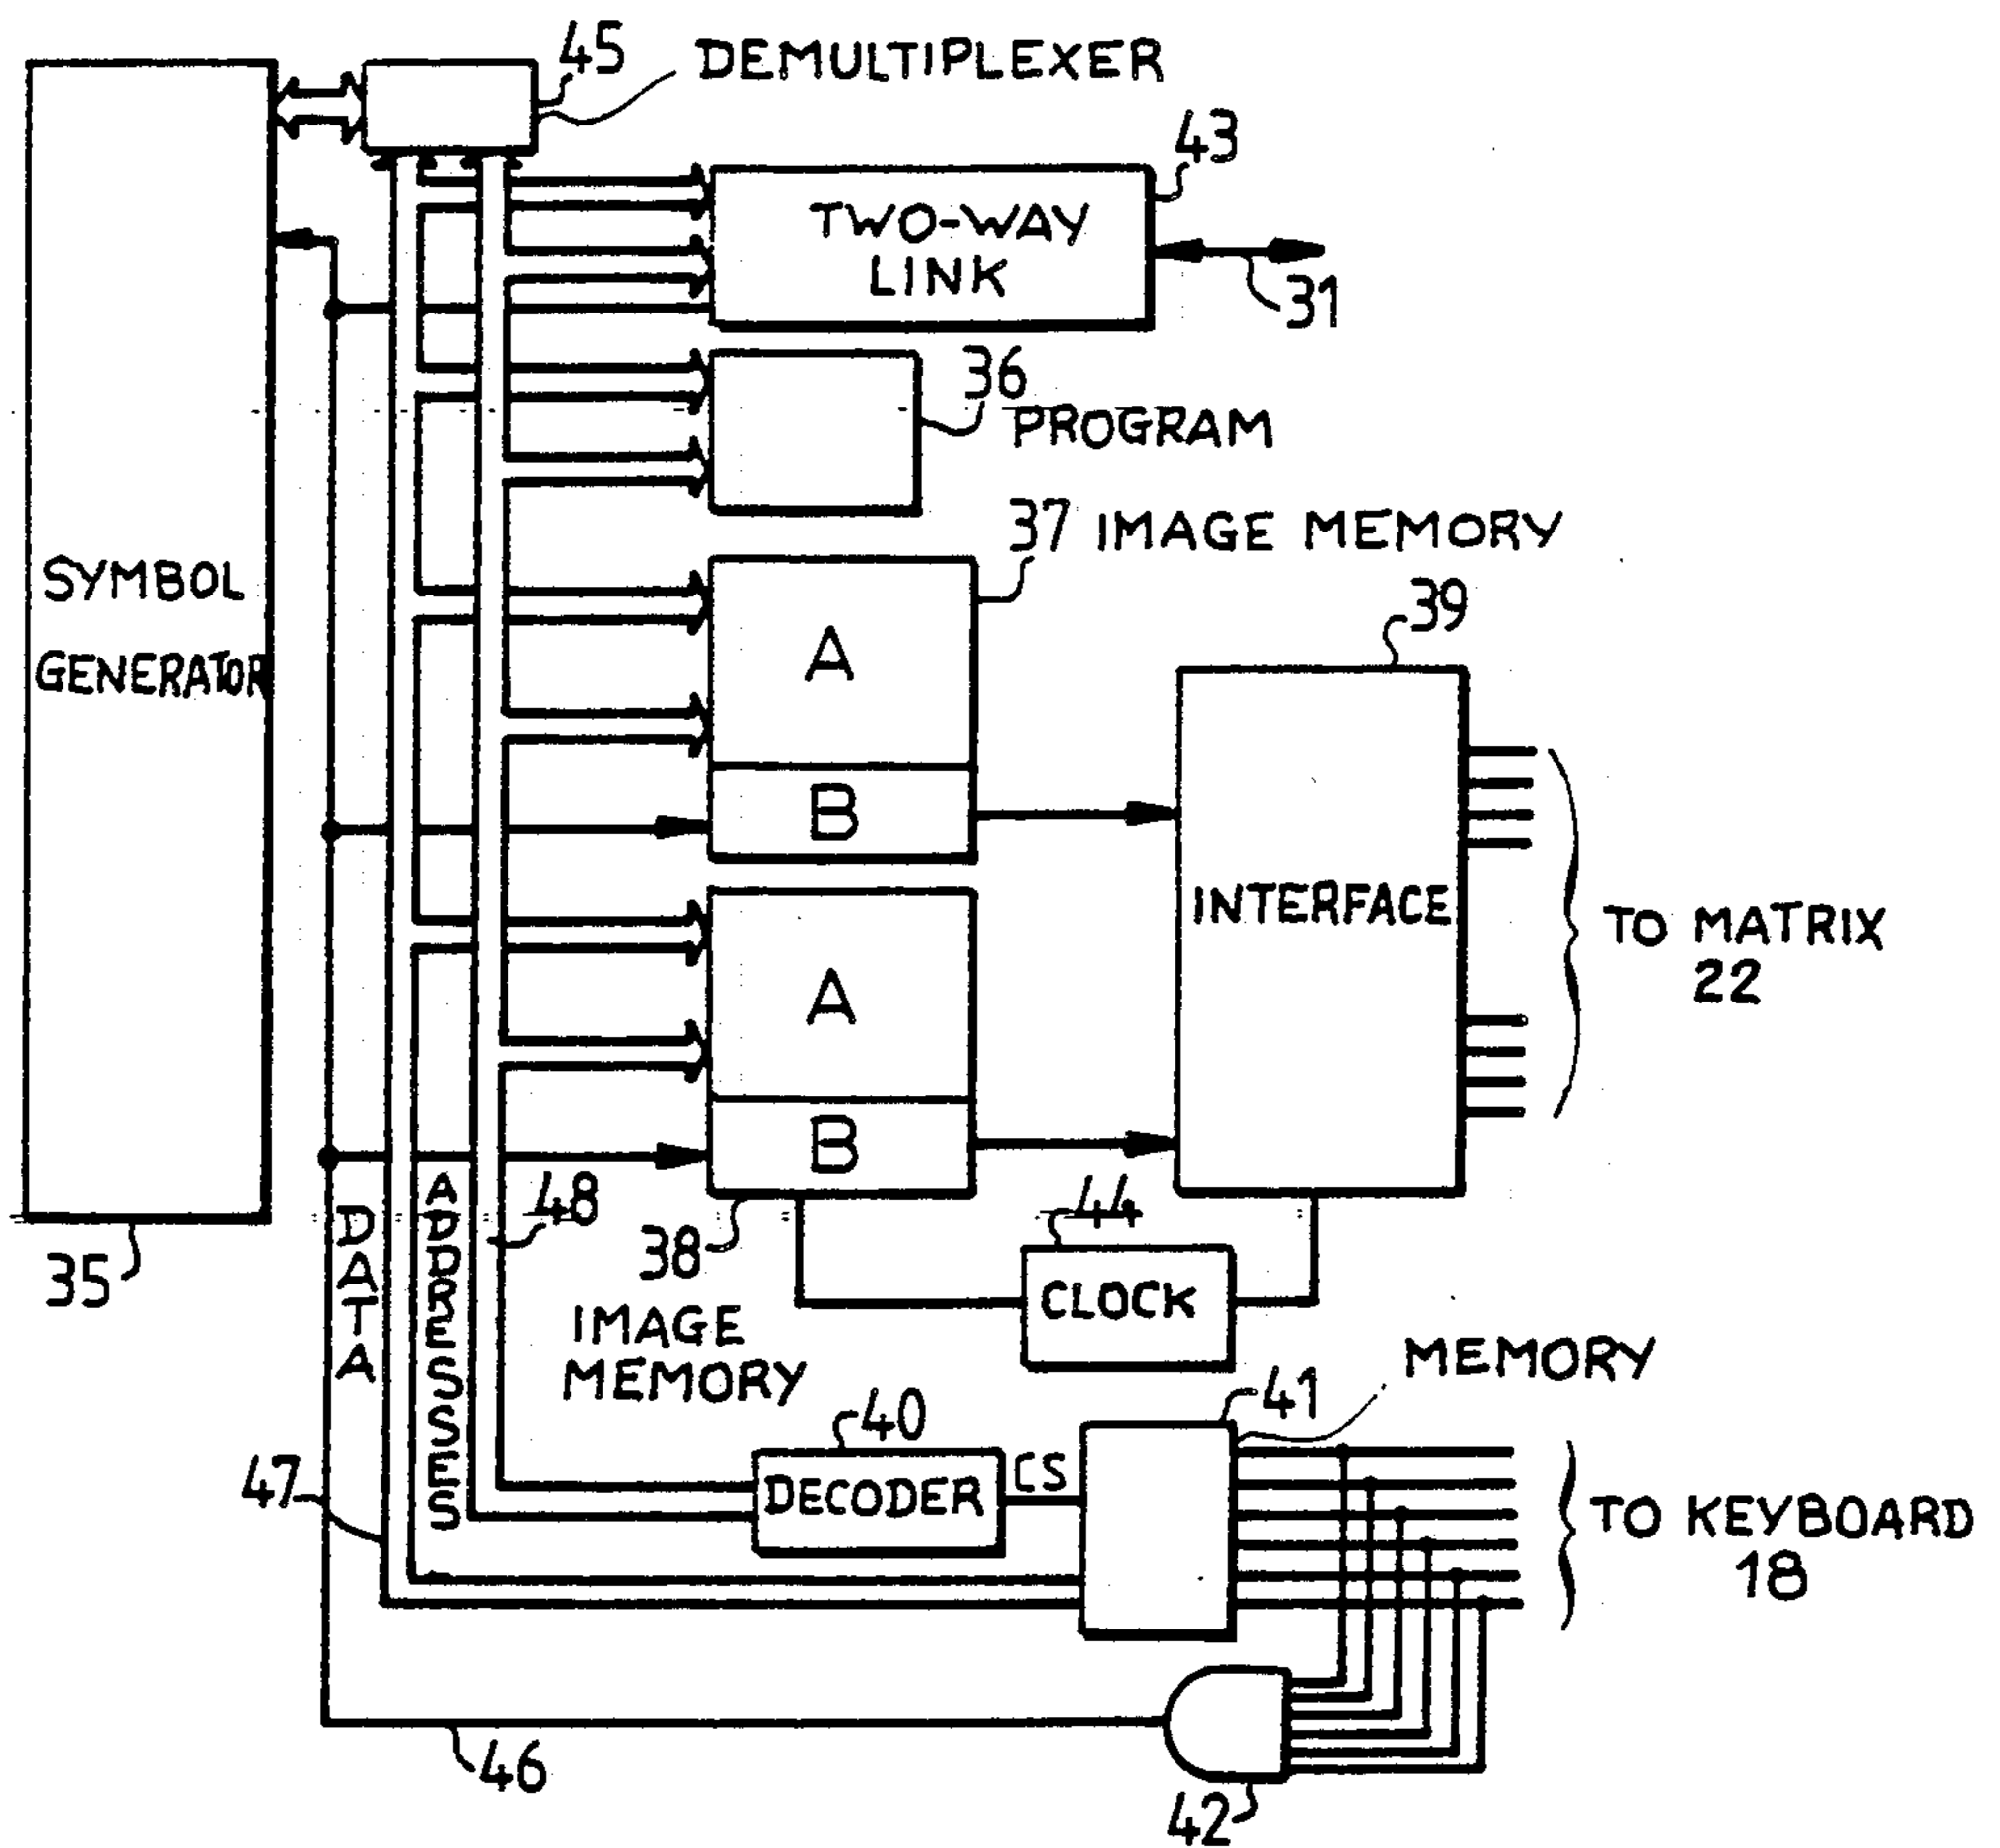 45
DEMULTIPLEXER
43
TWO-WAY
LINK
31
36
PROGRAM
37 IMAGE MEMORY
39
SYMBOL
GENERATOR
A
B
INTERFACE
TO MATRIX
22
A
B
35
DATA
ADDRESSES
48
38
44
CLOCK
IMAGE
MEMORY
MEMORY
41
40
DECODER
CS
47
TO KEYBOARD
18
46
42